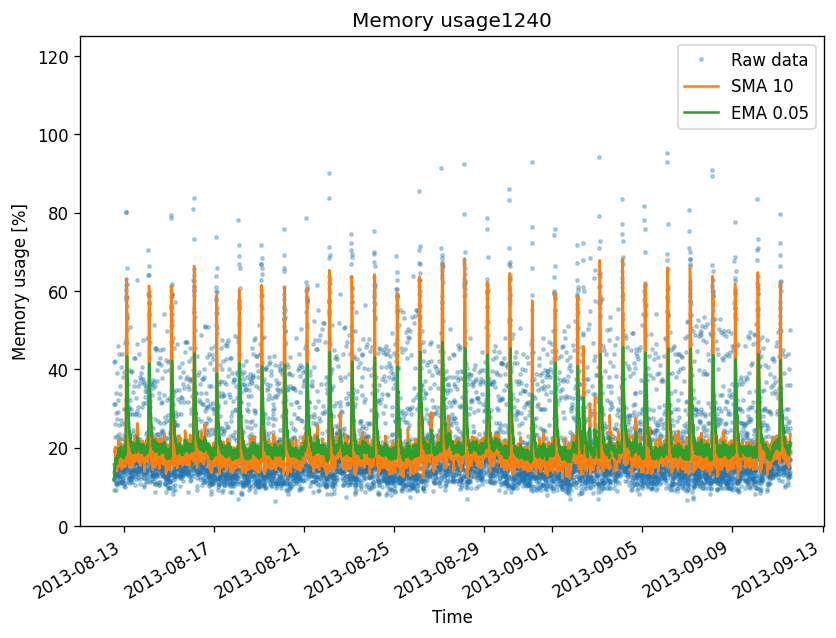 Memory usage1240
Raw data
SMA 10
EMA 0.05
Memory usage [%]
120
100
80
60
40
20
0
2013-08-13
2013-08-17
2013-08-21
2013-08-25
2013-08-29
2013-09-01
2013-09-05
2013-09-09
2013-09-13
Time